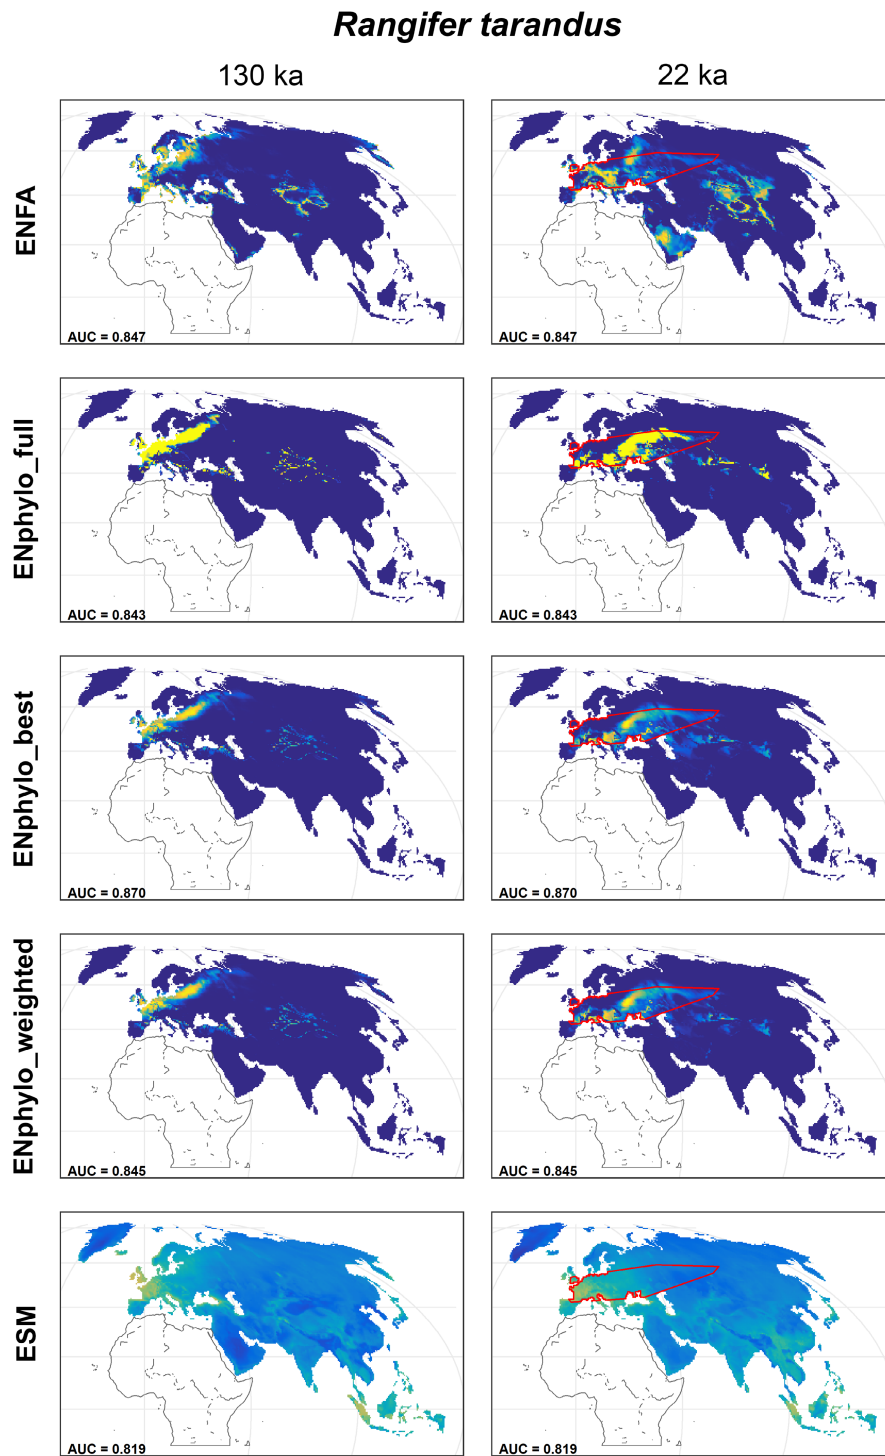 Rangifer tarandus
130 ka
22 ka
ENFA
AUC = 0.847
AUC = 0.847
ENphylo_full
AUC = 0.843
AUC = 0.843
ENphylo_best
AUC = 0.870
AUC = 0.870
ENphylo_weighted
AUC = 0.845
AUC = 0.845
ESM
AUC = 0.819
AUC = 0.819